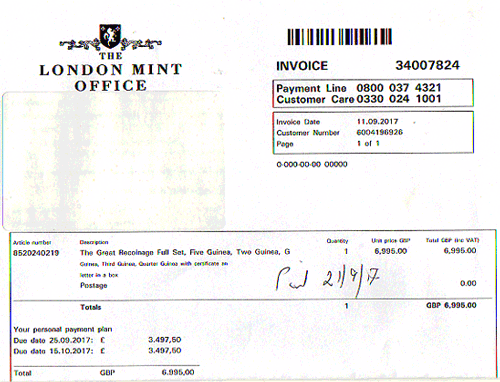 THE
LONDON MINT
OFFICE
INVOICE 34007824
Payment Line 0800 037 4321
Customer Care 0330 024 1001
Invoice Date 11.09.2017
Customer Number 6004196926
Page 1 of 1
0-000-00-00 00000
Article number Description Quantity Unit price GBP Total GBP (inc VAT)
8520240219 The Great Recoinage Full Set, Five Guinea, Two Guinea, G 1 6,995.00 6,995.00
Guinea, Third Guinea, Quarter Guinea with certificate no
letter in a box
Postage 0.00
Paid 21/9/17
Totals 1 GBP 6,995.00
Your personal payment plan
Due date 25.09.2017: £ 3.497,50
Due date 15.10.2017: £ 3.497,50
Total GBP 6.995,00